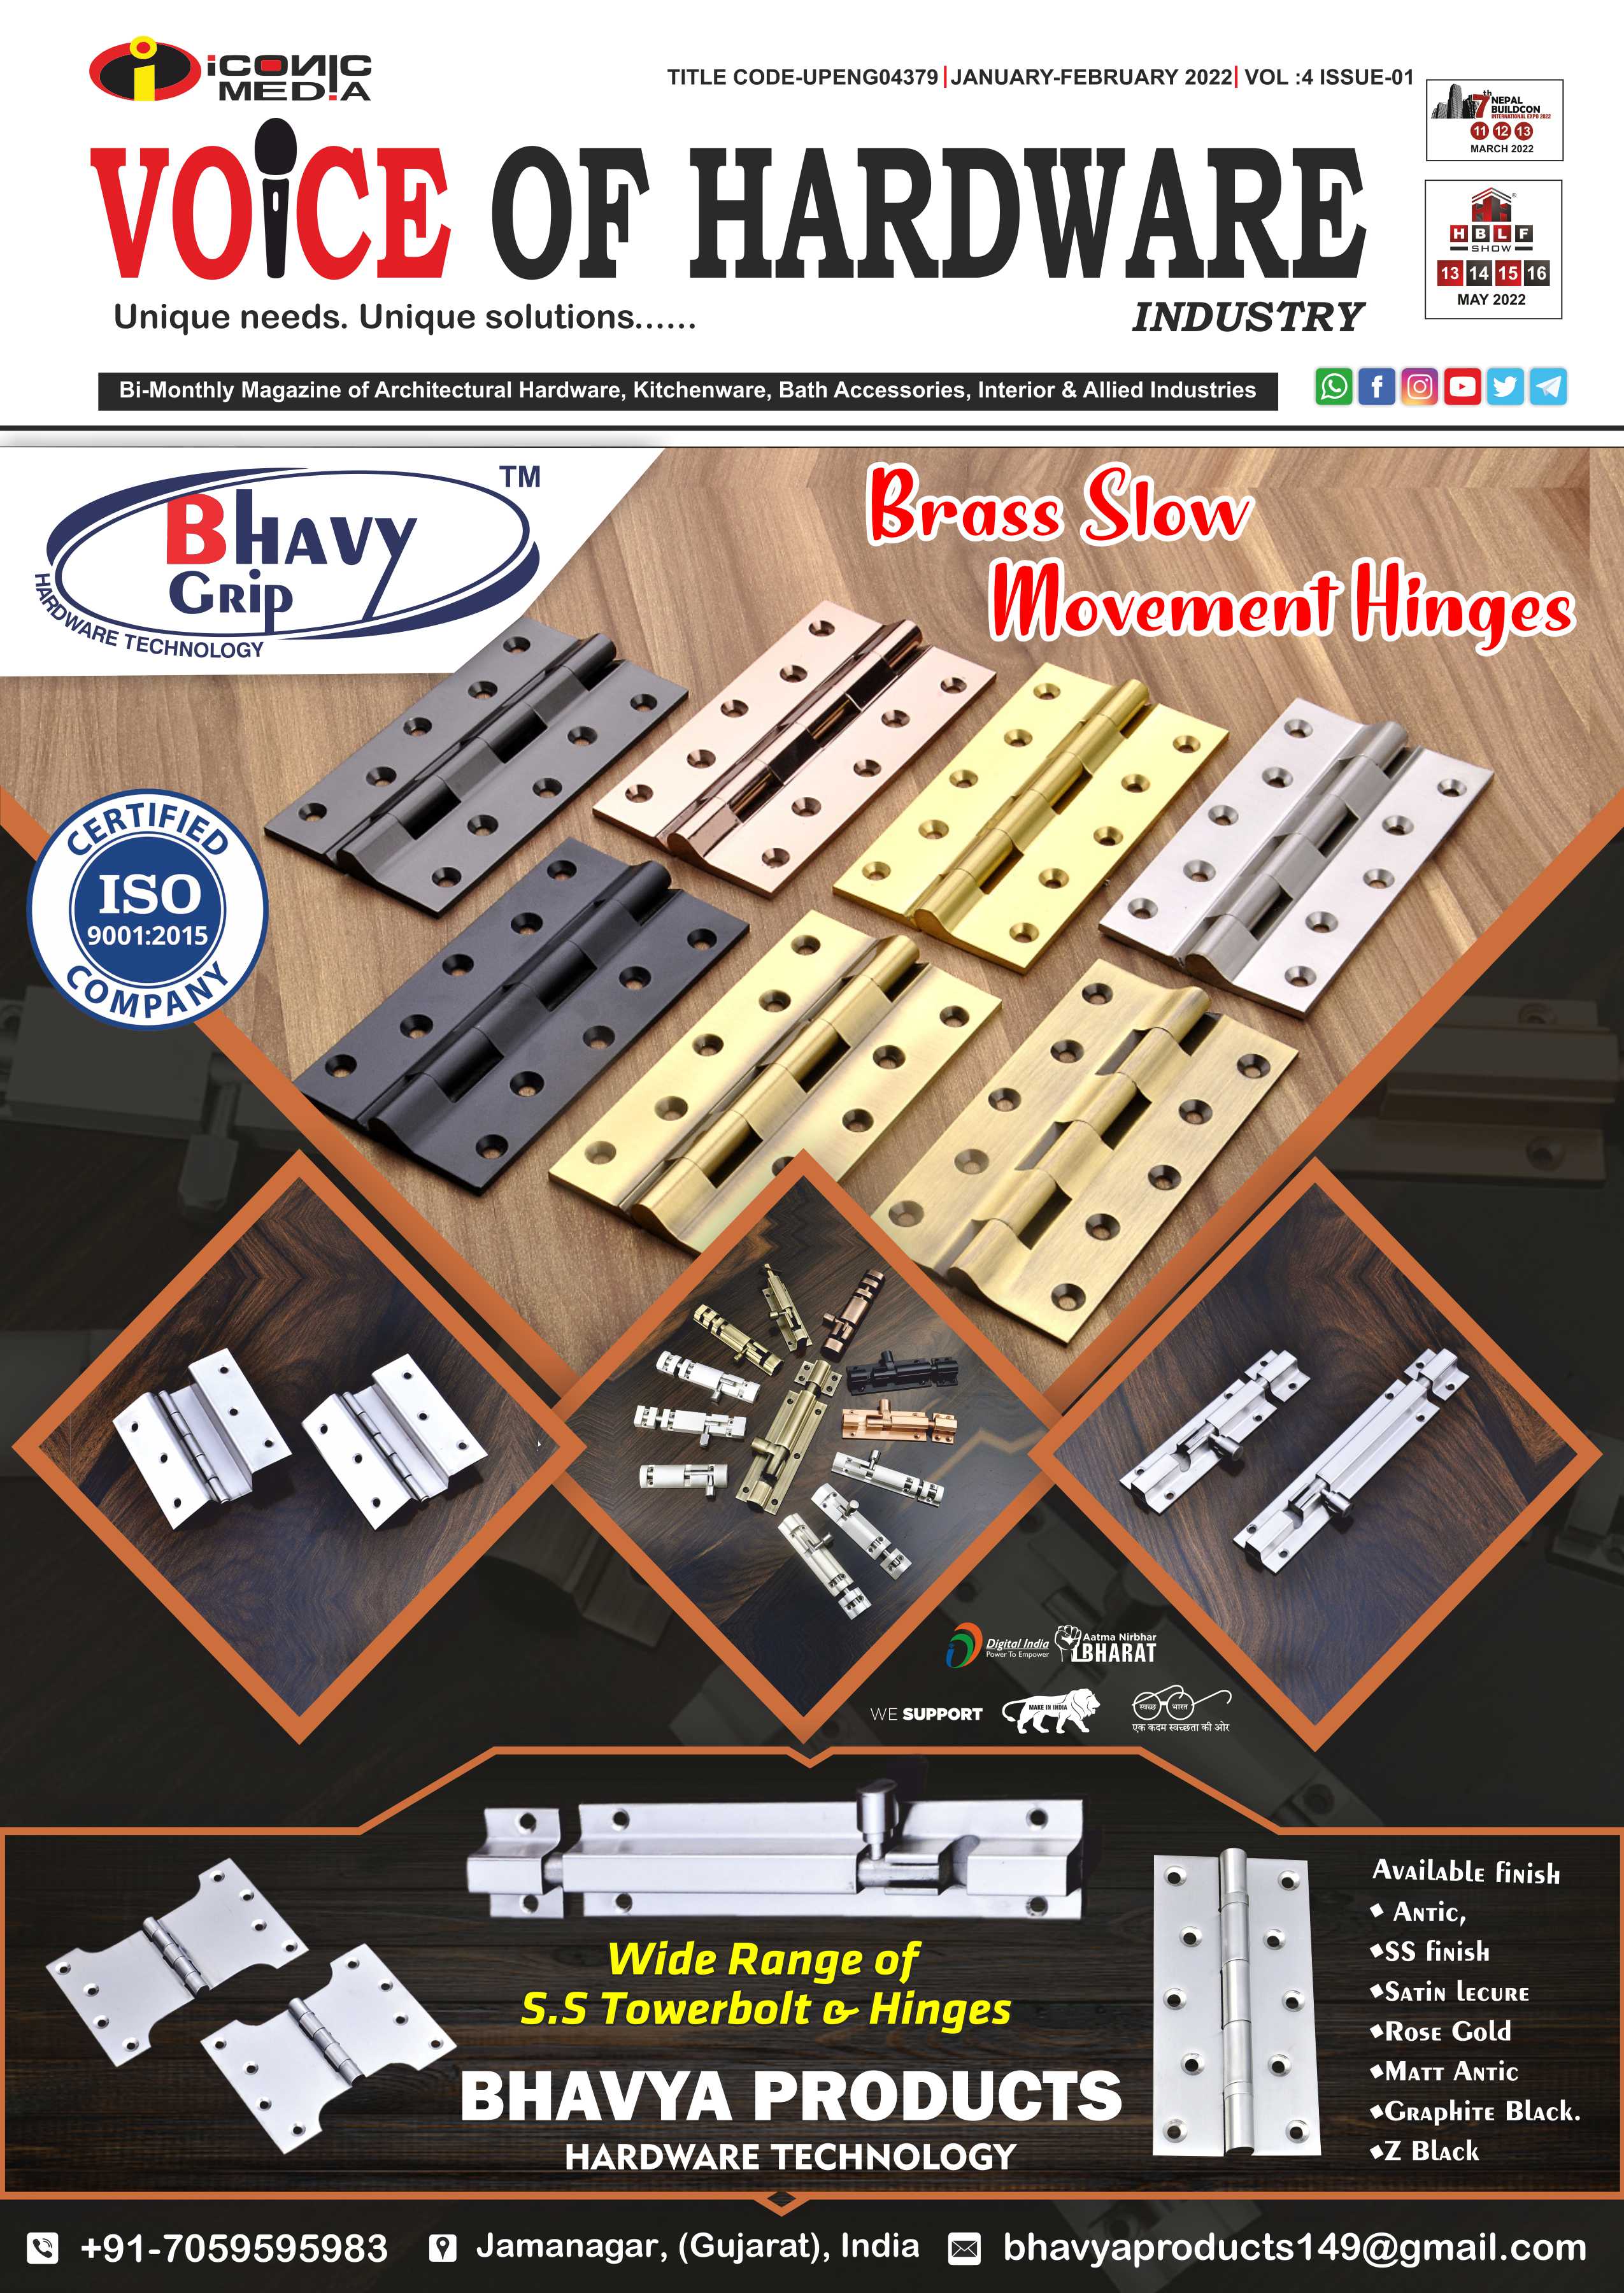 iCONIC
MEDIA
TITLE CODE-UPENG04379 | JANUARY-FEBRUARY 2022 | VOL :4 ISSUE-01
7th NEPAL
BUILDCON
INTERNATIONAL EXPO 2022
11 12 13
MARCH 2022
VOiCE OF HARDWARE
INDUSTRY
Unique needs. Unique solutions......
HBLF
SHOW
13 14 15 16
MAY 2022
Bi-Monthly Magazine of Architectural Hardware, Kitchenware, Bath Accessories, Interior & Allied Industries
BHAVY TM
GRIP
HARDWARE TECHNOLOGY
Brass Slow
Movement Hinges
CERTIFIED
ISO
9001:2015
COMPANY
Digital India
Power To Empower
Aatma Nirbhar
BHARAT
WE SUPPORT
MAKE IN INDIA
स्वच्छ भारत
एक कदम स्वच्छता की ओर
Wide Range of
S.S Towerbolt & Hinges
BHAVYA PRODUCTS
HARDWARE TECHNOLOGY
Available finish
Antic,
SS finish
Satin lecure
Rose Gold
Matt Antic
Graphite Black.
Z Black
+91-7059595983
Jamanagar, (Gujarat), India
bhavyaproducts149@gmail.com